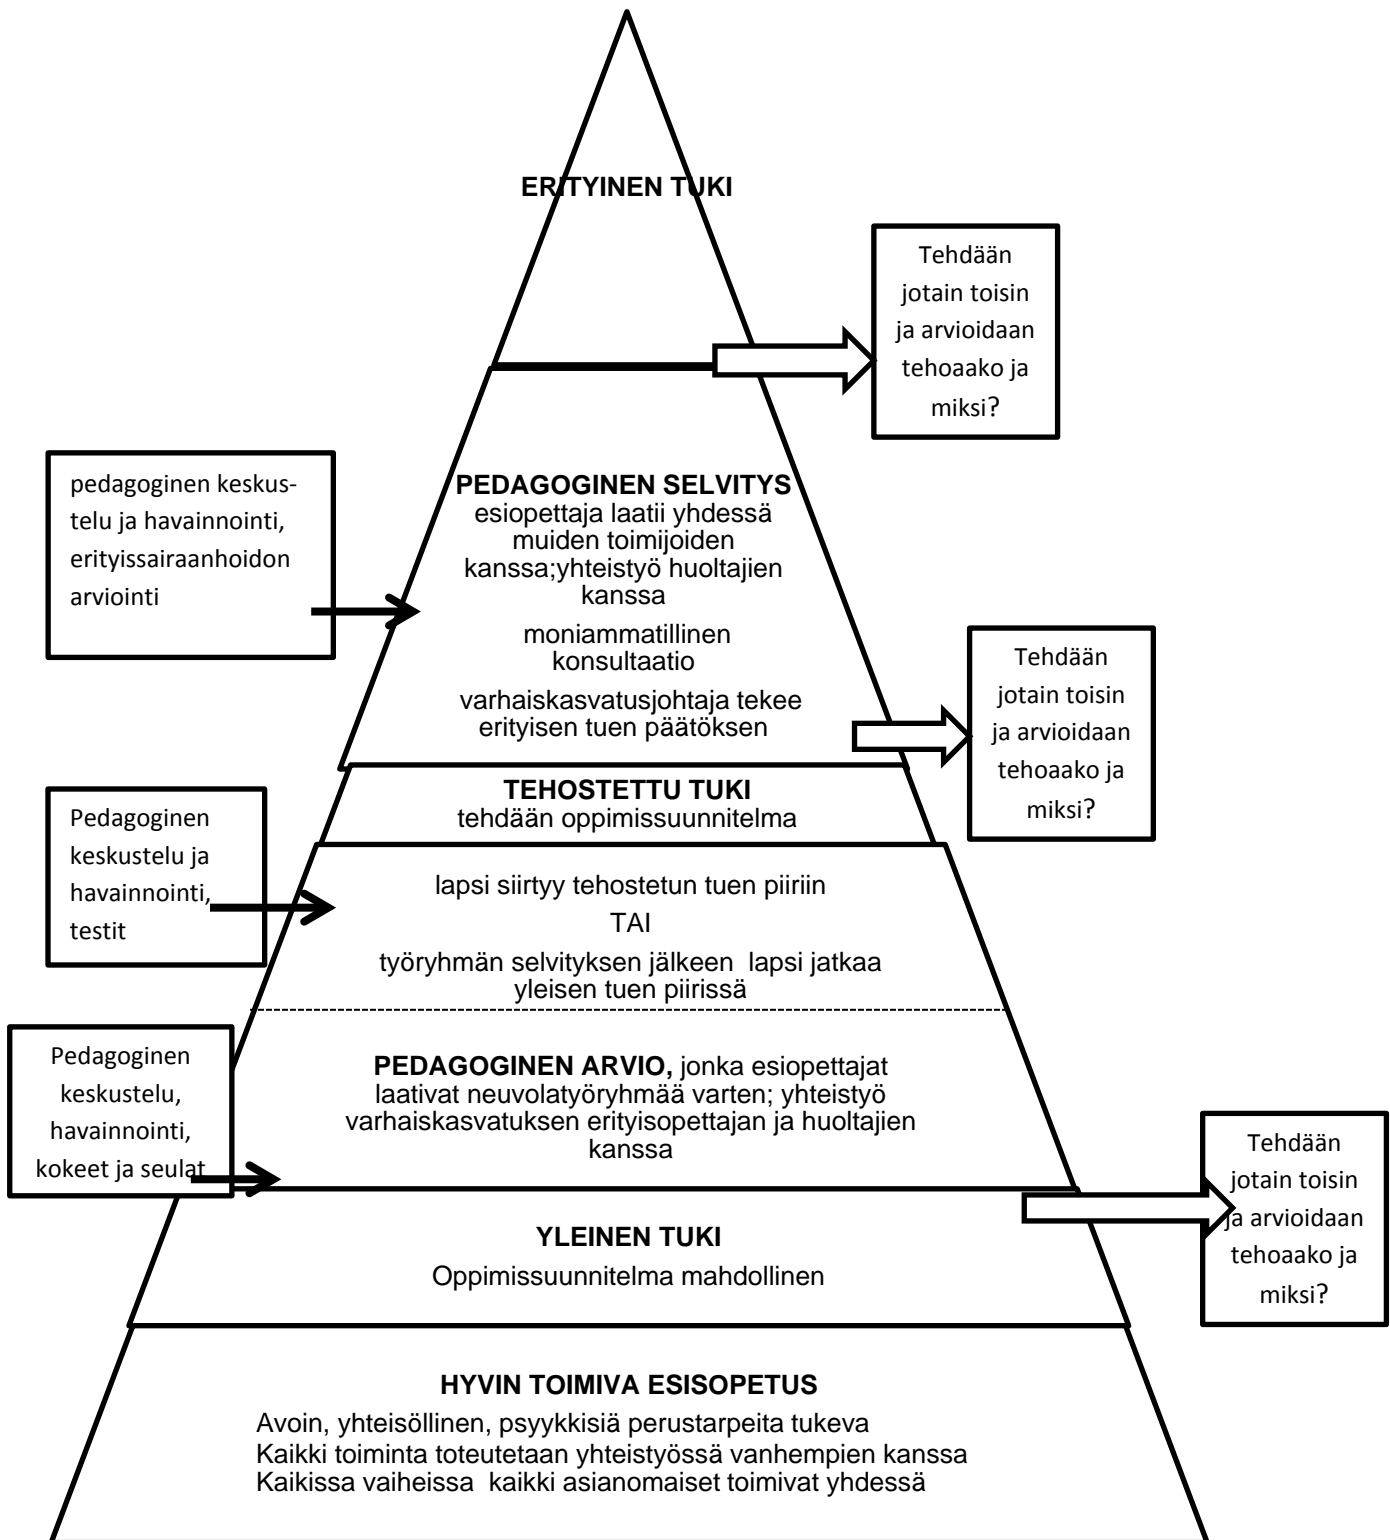 ERITYINEN TUKI
Tehdään
jotain toisin
ja arvioidaan
tehoaako ja
miksi?
pedagoginen keskus-
telu ja havainnointi,
erityissairaanhoidon
arviointi
PEDAGOGINEN SELVITYS
esiopettaja laatii yhdessä
muiden toimijoiden
kanssa;yhteistyö huoltajien
kanssa
moniammatillinen
konsultaatio
varhaiskasvatusjohtaja tekee
erityisen tuen päätöksen
Tehdään
jotain toisin
ja arvioidaan
tehoaako ja
miksi?
TEHOSTETTU TUKI
tehdään oppimissuunnitelma
Pedagoginen
keskustelu ja
havainnointi,
testit
lapsi siirtyy tehostetun tuen piiriin
TAI
työryhmän selvityksen jälkeen lapsi jatkaa
yleisen tuen piirissä
Pedagoginen
keskustelu,
havainnointi,
kokeet ja seulat
PEDAGOGINEN ARVIO, jonka esiopettajat
laativat neuvolatyöryhmää varten; yhteistyö
varhaiskasvatuksen erityisopettajan ja huoltajien
kanssa
Tehdään
jotain toisin
ja arvioidaan
tehoaako ja
miksi?
YLEINEN TUKI
Oppimissuunnitelma mahdollinen
HYVIN TOIMIVA ESISOPETUS
Avoin, yhteisöllinen, psyykkisiä perustarpeita tukeva
Kaikki toiminta toteutetaan yhteistyössä vanhempien kanssa
Kaikissa vaiheissa kaikki asianomaiset toimivat yhdessä